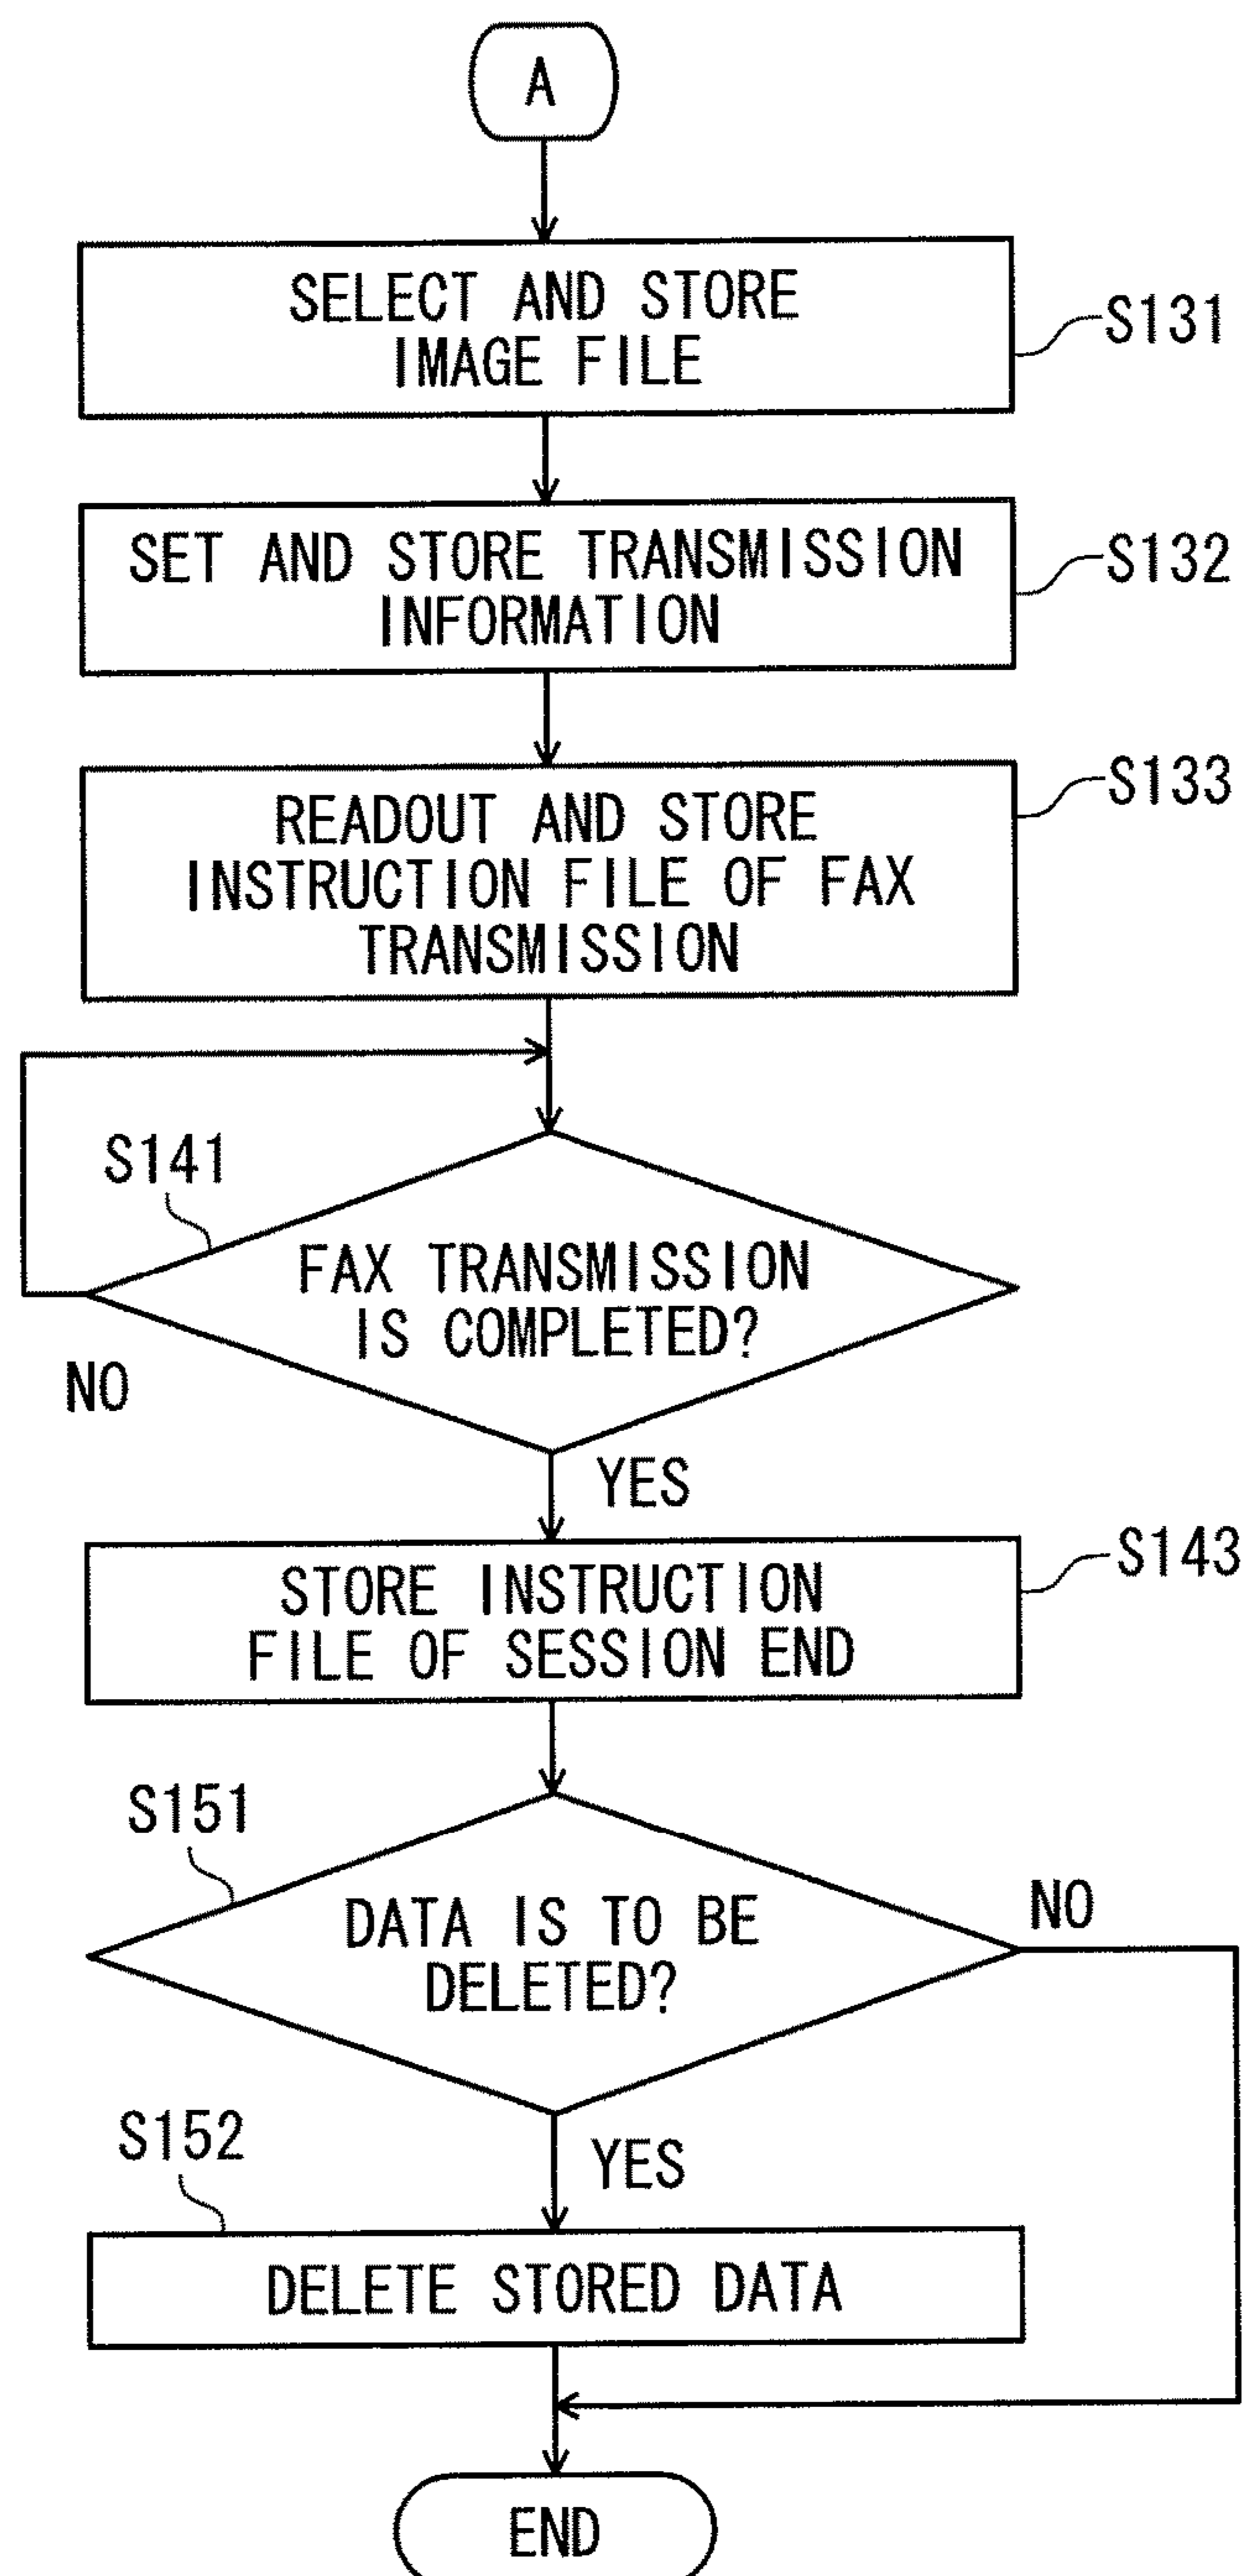 A
SELECT AND STORE
IMAGE FILE
S131
SET AND STORE TRANSMISSION
INFORMATION
S132
READOUT AND STORE
INSTRUCTION FILE OF FAX
TRANSMISSION
S133
S141
FAX TRANSMISSION
IS COMPLETED?
NO
YES
STORE INSTRUCTION
FILE OF SESSION END
S143
S151
DATA IS TO BE
DELETED?
NO
S152
YES
DELETE STORED DATA
END